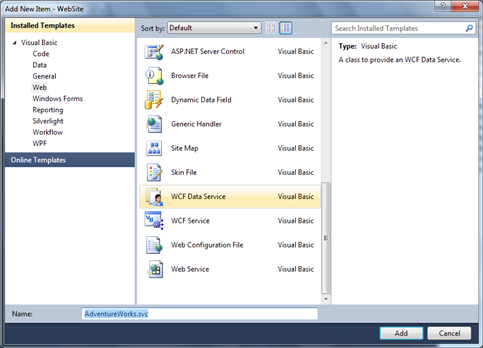 Add New Item - WebSite
Installed Templates
Visual Basic
Code
Data
General
Web
Windows Forms
Reporting
Silverlight
Workflow
WPF
Online Templates
Sort by: Default
ASP.NET Server Control Visual Basic
Browser File Visual Basic
Dynamic Data Field Visual Basic
Generic Handler Visual Basic
Site Map Visual Basic
Skin File Visual Basic
WCF Data Service Visual Basic
WCF Service Visual Basic
Web Configuration File Visual Basic
Web Service Visual Basic
Search Installed Templates
Type: Visual Basic
A class to provide an WCF Data Service.
Name: AdventureWorks.svc
Add Cancel